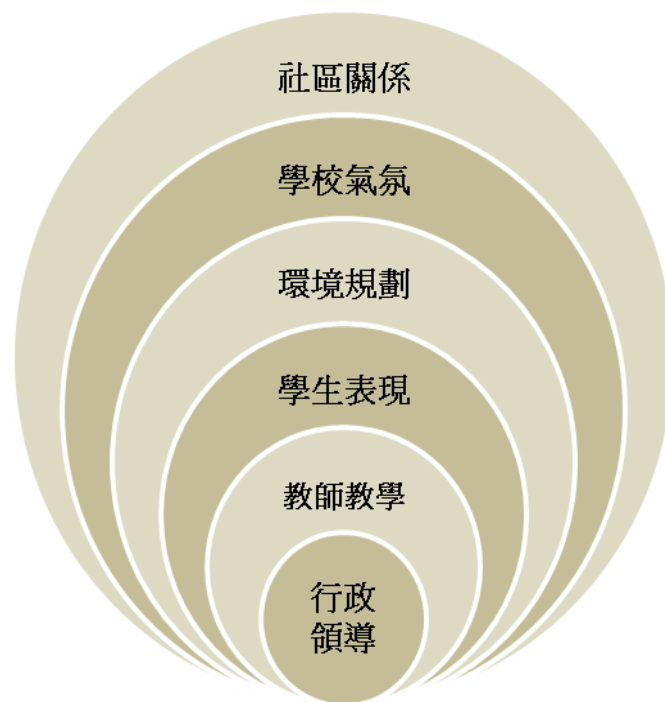 社區關係
學校氣氛
環境規劃
學生表現
教師教學
行政
領導